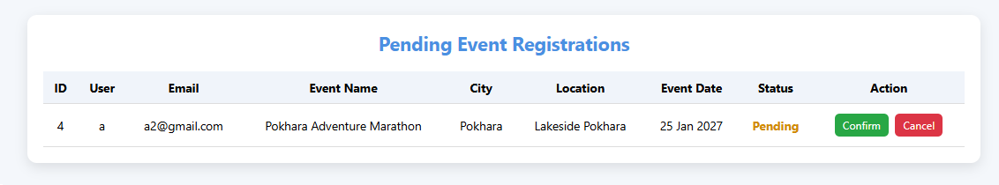 Pending Event Registrations
ID User Email Event Name City Location Event Date Status Action
4 a a2@gmail.com Pokhara Adventure Marathon Pokhara Lakeside Pokhara 25 Jan 2027 Pending Confirm Cancel